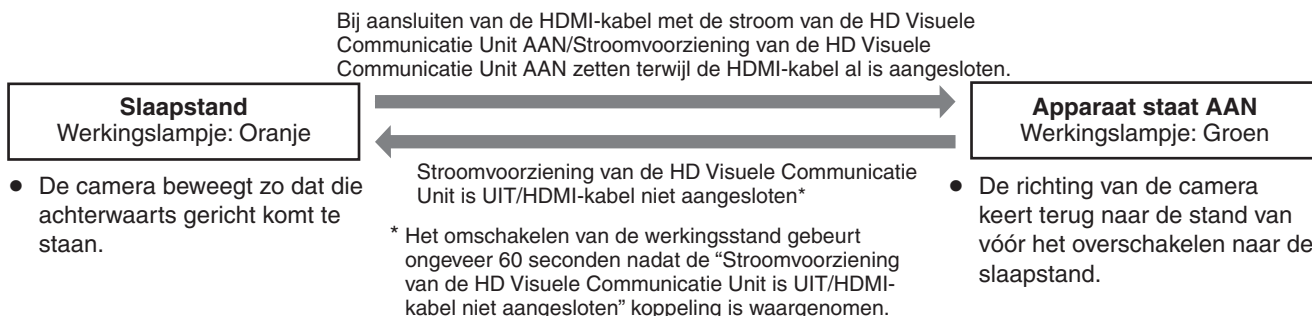 Bij aansluiten van de HDMI-kabel met de stroom van de HD Visuele
Communicatie Unit AAN/Stroomvoorziening van de HD Visuele
Communicatie Unit AAN zetten terwijl de HDMI-kabel al is aangesloten.
Slaapstand
Werkingslampje: Oranje
Apparaat staat AAN
Werkingslampje: Groen
Stroomvoorziening van de HD Visuele Communicatie
Unit is UIT/HDMI-kabel niet aangesloten*
* Het omschakelen van de werkingsstand gebeurt
ongeveer 60 seconden nadat de “Stroomvoorziening
van de HD Visuele Communicatie Unit is UIT/HDMI-
kabel niet aangesloten” koppeling is waargenomen.
● De camera beweegt zo dat die
achterwaarts gericht komt te
staan.
● De richting van de camera
keert terug naar de stand van
vóór het overschakelen naar de
slaapstand.